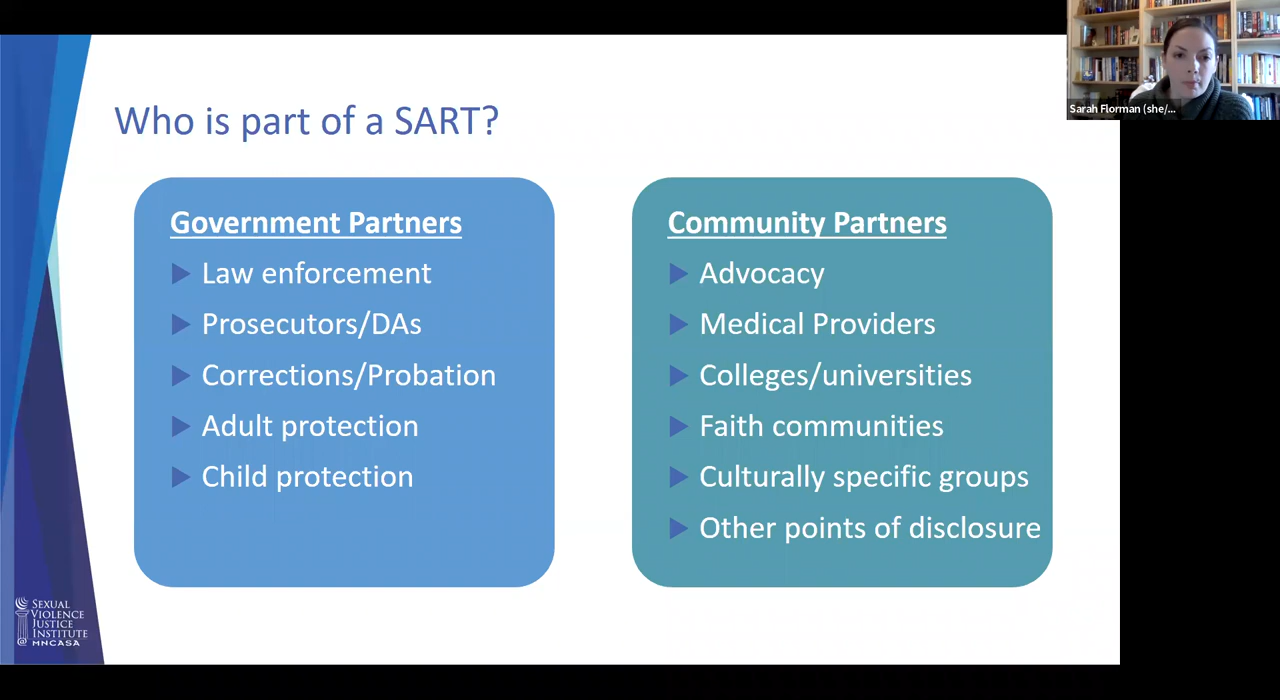 Sarah Florman (she/...
Who is part of a SART?
Government Partners
Law enforcement
Prosecutors/DAs
Corrections/Probation
Adult protection
Child protection
Community Partners
Advocacy
Medical Providers
Colleges/universities
Faith communities
Culturally specific groups
Other points of disclosure
SEXUAL
VIOLENCE
JUSTICE
INSTITUTE
@ MNCASA